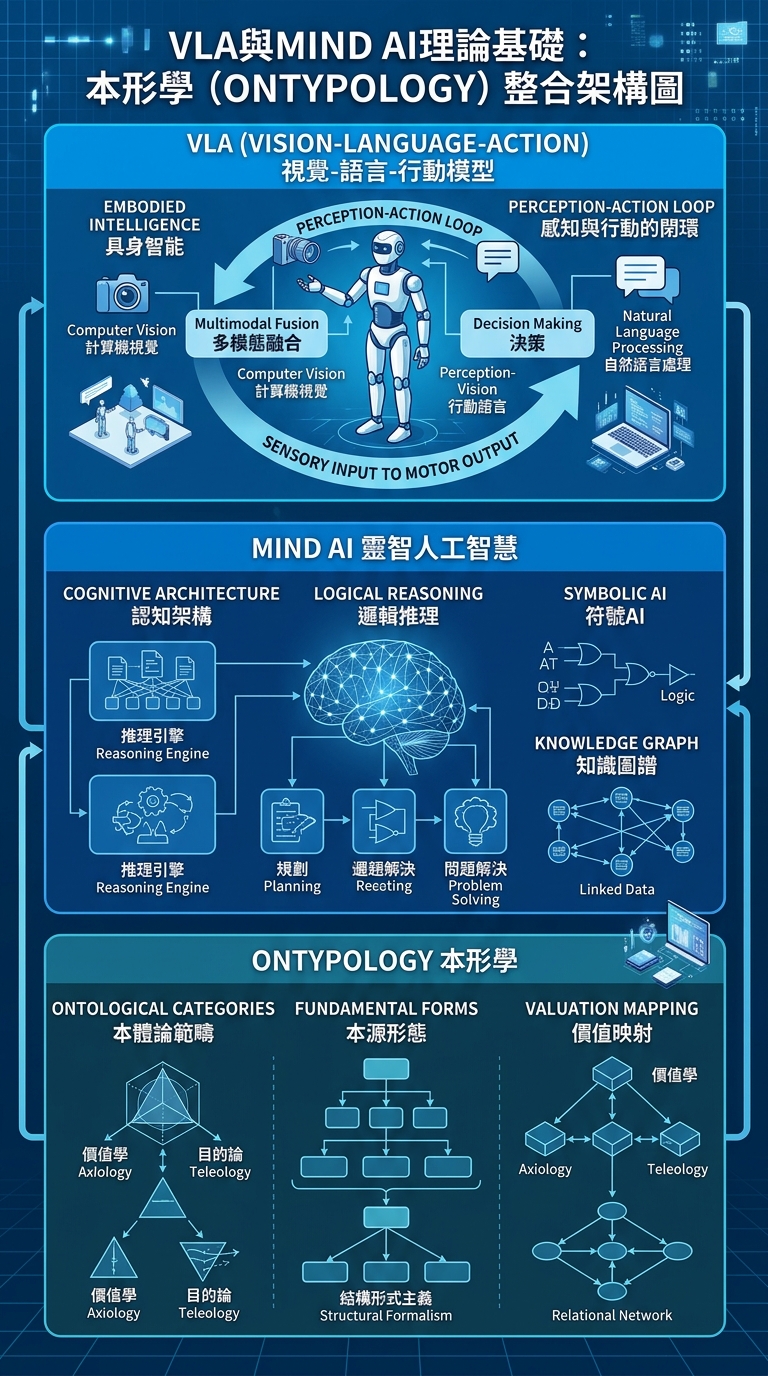 VLA與MIND AI理論基礎：
本形學（ONTYPOLOGY）整合架構圖
VLA (VISION-LANGUAGE-ACTION)
視覺-語言-行動模型
EMBODIED
INTELLIGENCE
具身智能
Computer Vision
計算機視覺
PERCEPTION-ACTION LOOP
Multimodal Fusion
多模態融合
Computer Vision
計算機視覺
Decision Making
決策
Perception-
Vision
行動語言
SENSORY INPUT TO MOTOR OUTPUT
PERCEPTION-ACTION LOOP
感知與行動的閉環
Natural
Language
Processing
自然語言處理
MIND AI 靈智人工智慧
COGNITIVE ARCHITECTURE
認知架構
推理引擎
Reasoning Engine
推理引擎
Reasoning Engine
LOGICAL REASONING
邏輯推理
規劃
Planning
解決
問題解決
Problem
Solving
SYMBOLIC AI
符號AI
A
AT
Logic
KNOWLEDGE GRAPH
知識圖譜
Linked Data
ONTYPOLOGY 本形學
ONTOLOGICAL CATEGORIES
本體論範疇
價值學
Axlology
目的論
Teleology
價值學
Axiology
目的論
Teleology
FUNDAMENTAL FORMS
本源形態
結構形式主義
Structural Formalism
VALUATION MAPPING
價值映射
價值學
Axiology
Teleology
Relational Network